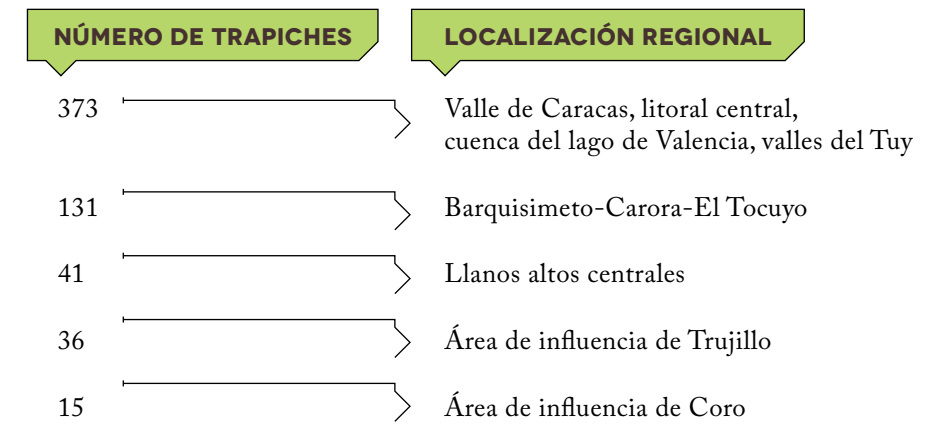 NÚMERO DE TRAPICHES LOCALIZACIÓN REGIONAL
373 Valle de Caracas, litoral central,
cuenca del lago de Valencia, valles del Tuy
131 Barquisimeto-Carora-El Tocuyo
41 Llanos altos centrales
36 Área de influencia de Trujillo
15 Área de influencia de Coro